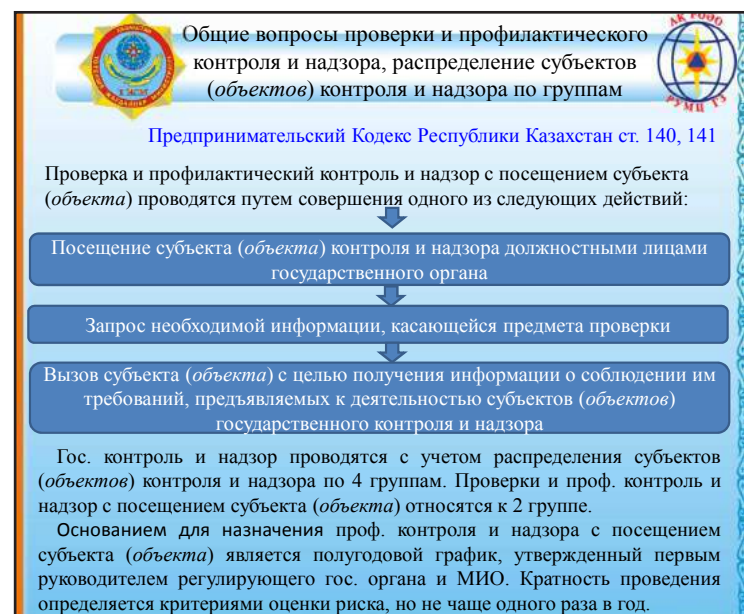 Общие вопросы проверки и профилактического
контроля и надзора, распределение субъектов
(объектов) контроля и надзора по группам
АК РОӘО
РУМЦ ГЗ
ТЖМ
Предпринимательский Кодекс Республики Казахстан ст. 140, 141
Проверка и профилактический контроль и надзор с посещением субъекта
(объекта) проводятся путем совершения одного из следующих действий:
Посещение субъекта (объекта) контроля и надзора должностными лицами
государственного органа
Запрос необходимой информации, касающейся предмета проверки
Вызов субъекта (объекта) с целью получения информации о соблюдении им
требований, предъявляемых к деятельностью субъектов (объектов)
государственного контроля и надзора
Гос. контроль и надзор проводятся с учетом распределения субъектов
(объектов) контроля и надзора по 4 группам. Проверки и проф. контроль и
надзор с посещением субъекта (объекта) относятся к 2 группе.
Основанием для назначения проф. контроля и надзора с посещением
субъекта (объекта) является полугодовой график, утвержденный первым
руководителем регулирующего гос. органа и МИО. Кратность проведения
определяется критериями оценки риска, но не чаще одного раза в год.